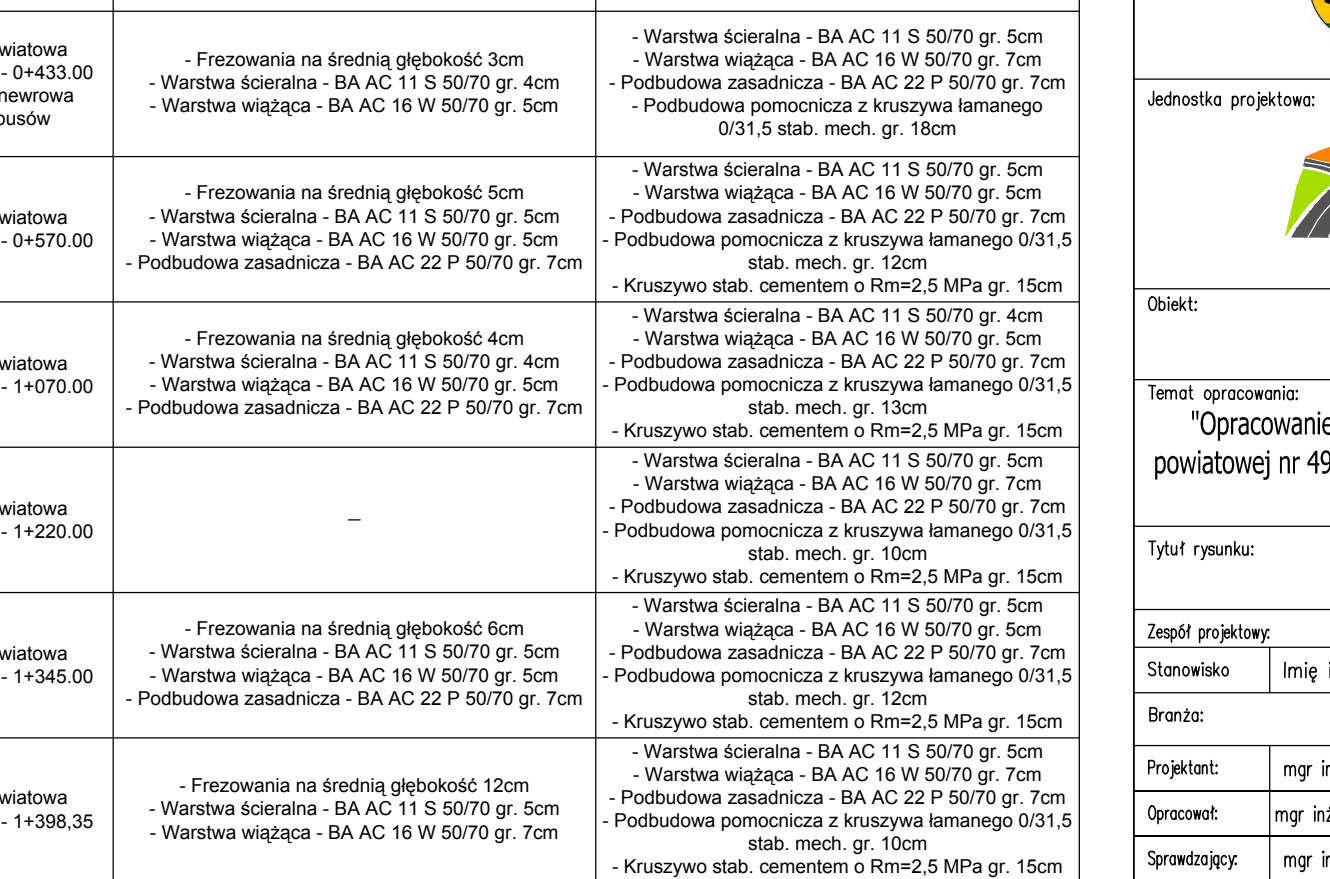 - 0+433.00
- Frezowania na średnią głębokość 3cm
- Warstwa ścieralna - BA AC 11 S 50/70 gr. 4cm
- Warstwa wiążąca - BA AC 16 W 50/70 gr. 5cm
- Warstwa ścieralna - BA AC 11 S 50/70 gr. 5cm
- Warstwa wiążąca - BA AC 16 W 50/70 gr. 7cm
- Podbudowa zasadnicza - BA AC 22 P 50/70 gr. 7cm
- Podbudowa pomocnicza z kruszywa łamanego
0/31,5 stab. mech. gr. 18cm
- 0+570.00
- Frezowania na średnią głębokość 5cm
- Warstwa ścieralna - BA AC 11 S 50/70 gr. 5cm
- Warstwa wiążąca - BA AC 16 W 50/70 gr. 5cm
- Podbudowa zasadnicza - BA AC 22 P 50/70 gr. 7cm
- Warstwa ścieralna - BA AC 11 S 50/70 gr. 5cm
- Warstwa wiążąca - BA AC 16 W 50/70 gr. 5cm
- Podbudowa zasadnicza - BA AC 22 P 50/70 gr. 7cm
- Podbudowa pomocnicza z kruszywa łamanego 0/31,5
stab. mech. gr. 12cm
- Kruszywo stab. cementem o Rm=2,5 MPa gr. 15cm
- 1+070.00
- Frezowania na średnią głębokość 4cm
- Warstwa ścieralna - BA AC 11 S 50/70 gr. 4cm
- Warstwa wiążąca - BA AC 16 W 50/70 gr. 5cm
- Podbudowa zasadnicza - BA AC 22 P 50/70 gr. 7cm
- Warstwa ścieralna - BA AC 11 S 50/70 gr. 4cm
- Warstwa wiążąca - BA AC 16 W 50/70 gr. 5cm
- Podbudowa zasadnicza - BA AC 22 P 50/70 gr. 7cm
- Podbudowa pomocnicza z kruszywa łamanego 0/31,5
stab. mech. gr. 13cm
- Kruszywo stab. cementem o Rm=2,5 MPa gr. 15cm
- 1+220.00
–
- Warstwa ścieralna - BA AC 11 S 50/70 gr. 5cm
- Warstwa wiążąca - BA AC 16 W 50/70 gr. 7cm
- Podbudowa zasadnicza - BA AC 22 P 50/70 gr. 7cm
- Podbudowa pomocnicza z kruszywa łamanego 0/31,5
stab. mech. gr. 10cm
- Kruszywo stab. cementem o Rm=2,5 MPa gr. 15cm
- 1+345.00
- Frezowania na średnią głębokość 6cm
- Warstwa ścieralna - BA AC 11 S 50/70 gr. 5cm
- Warstwa wiążąca - BA AC 16 W 50/70 gr. 5cm
- Podbudowa zasadnicza - BA AC 22 P 50/70 gr. 7cm
- Warstwa ścieralna - BA AC 11 S 50/70 gr. 5cm
- Warstwa wiążąca - BA AC 16 W 50/70 gr. 5cm
- Podbudowa zasadnicza - BA AC 22 P 50/70 gr. 7cm
- Podbudowa pomocnicza z kruszywa łamanego 0/31,5
stab. mech. gr. 12cm
- Kruszywo stab. cementem o Rm=2,5 MPa gr. 15cm
- 1+398,35
- Frezowania na średnią głębokość 12cm
- Warstwa ścieralna - BA AC 11 S 50/70 gr. 5cm
- Warstwa wiążąca - BA AC 16 W 50/70 gr. 7cm
- Warstwa ścieralna - BA AC 11 S 50/70 gr. 5cm
- Warstwa wiążąca - BA AC 16 W 50/70 gr. 7cm
- Podbudowa zasadnicza - BA AC 22 P 50/70 gr. 7cm
- Podbudowa pomocnicza z kruszywa łamanego 0/31,5
stab. mech. gr. 10cm
- Kruszywo stab. cementem o Rm=2,5 MPa gr. 15cm
Jednostka projektowa:
Obiekt:
Temat opracowania:
"Opracowanie
powiatowej nr 49
Tytuł rysunku:
Zespół projektowy:
Stanowisko
Imię
Branża:
Projektant:
mgr
Opracował:
mgr
Sprawdzający:
mgr